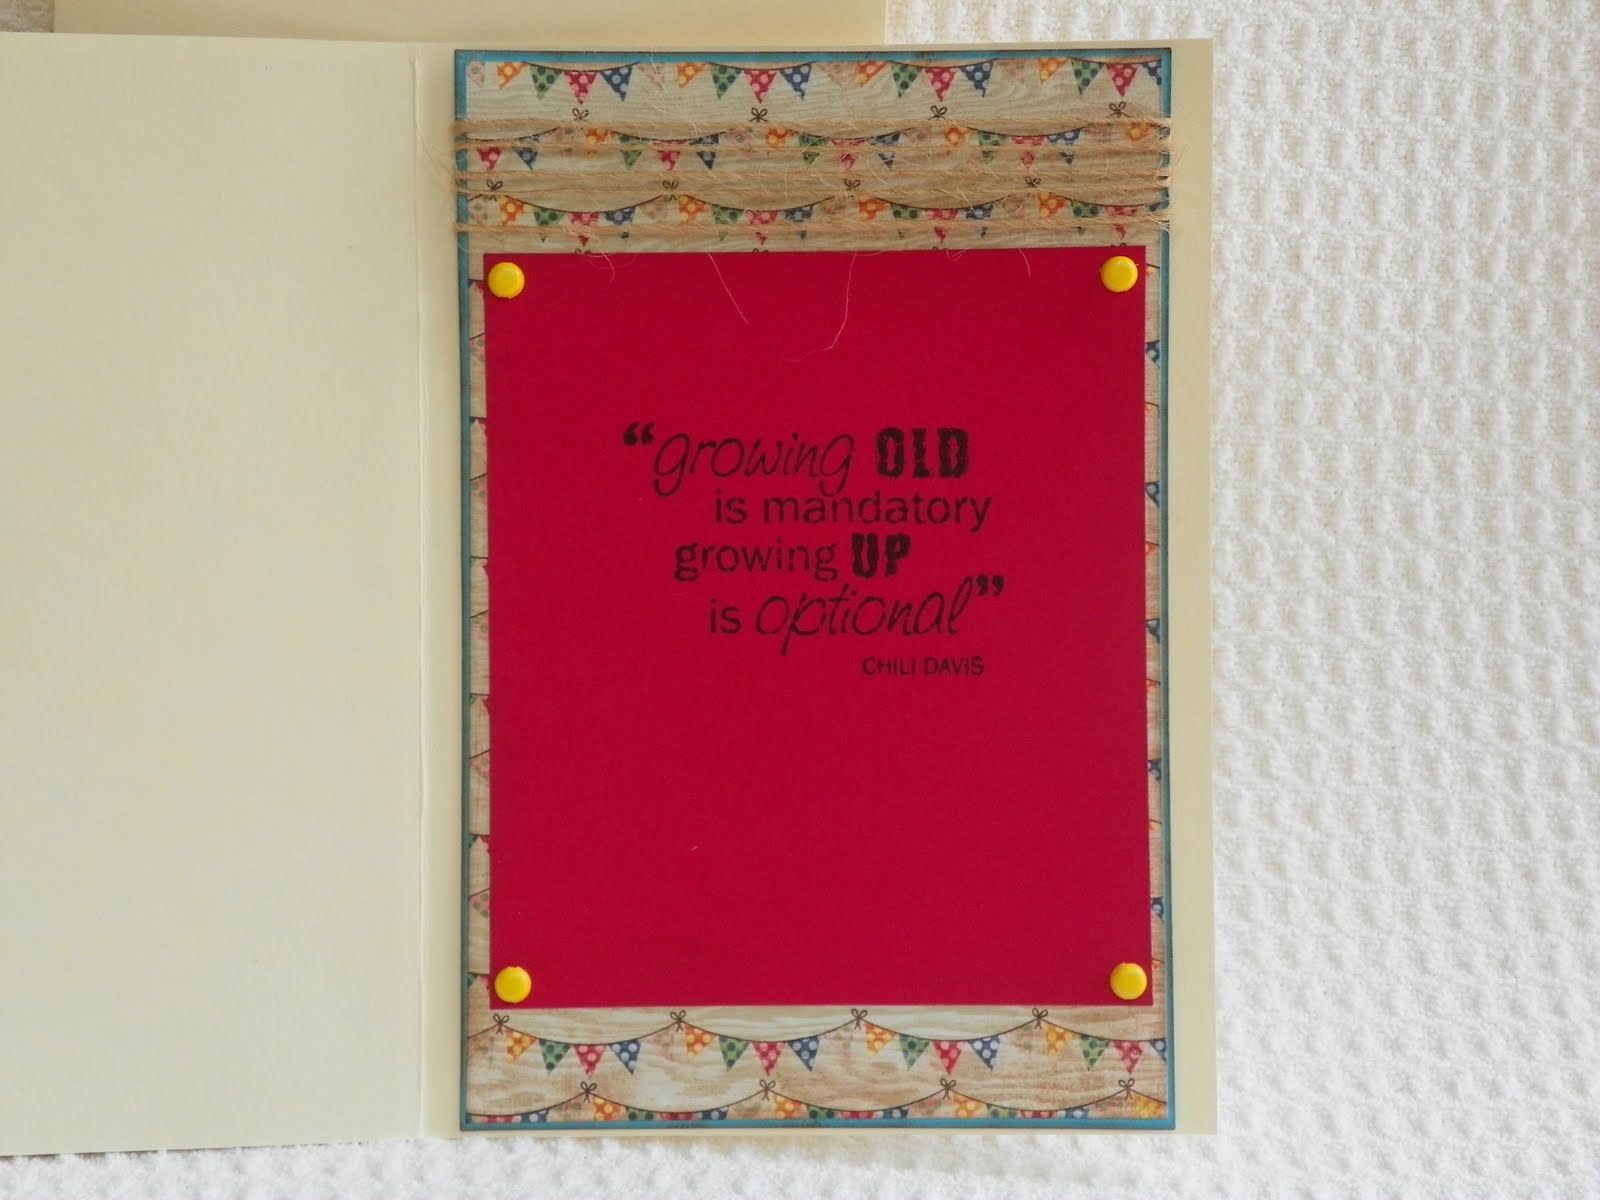 “growing OLD
is mandatory
growing UP
is optional”
CHILI DAVIS